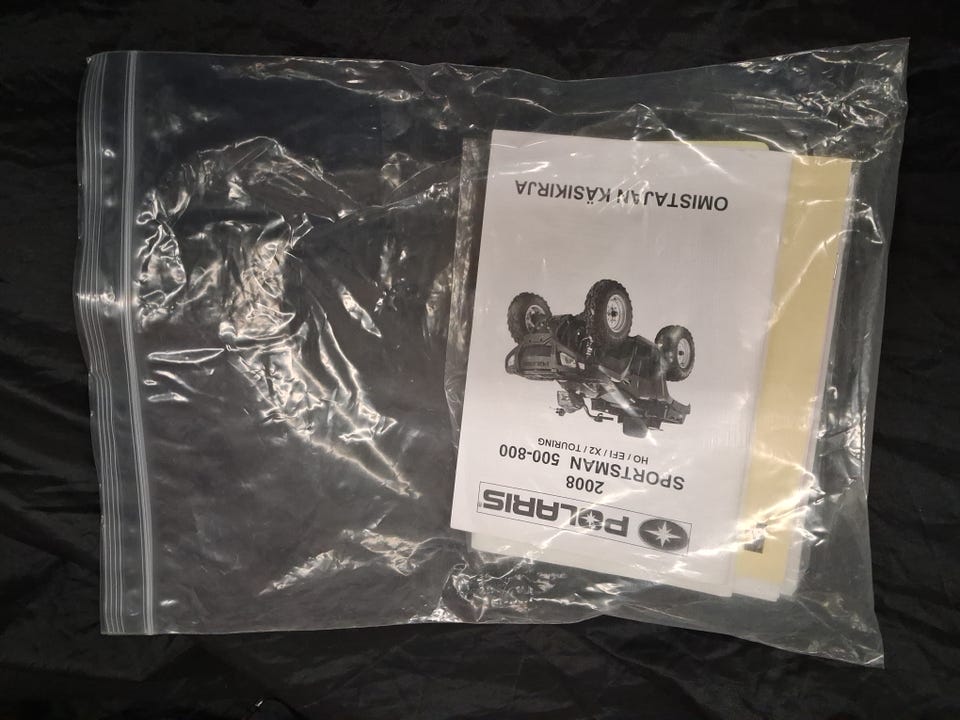 POLARIS®
2008
SPORTSMAN 500-800
HO / EFI / X2 / TOURING
OMISTAJAN KÄSIKIRJA